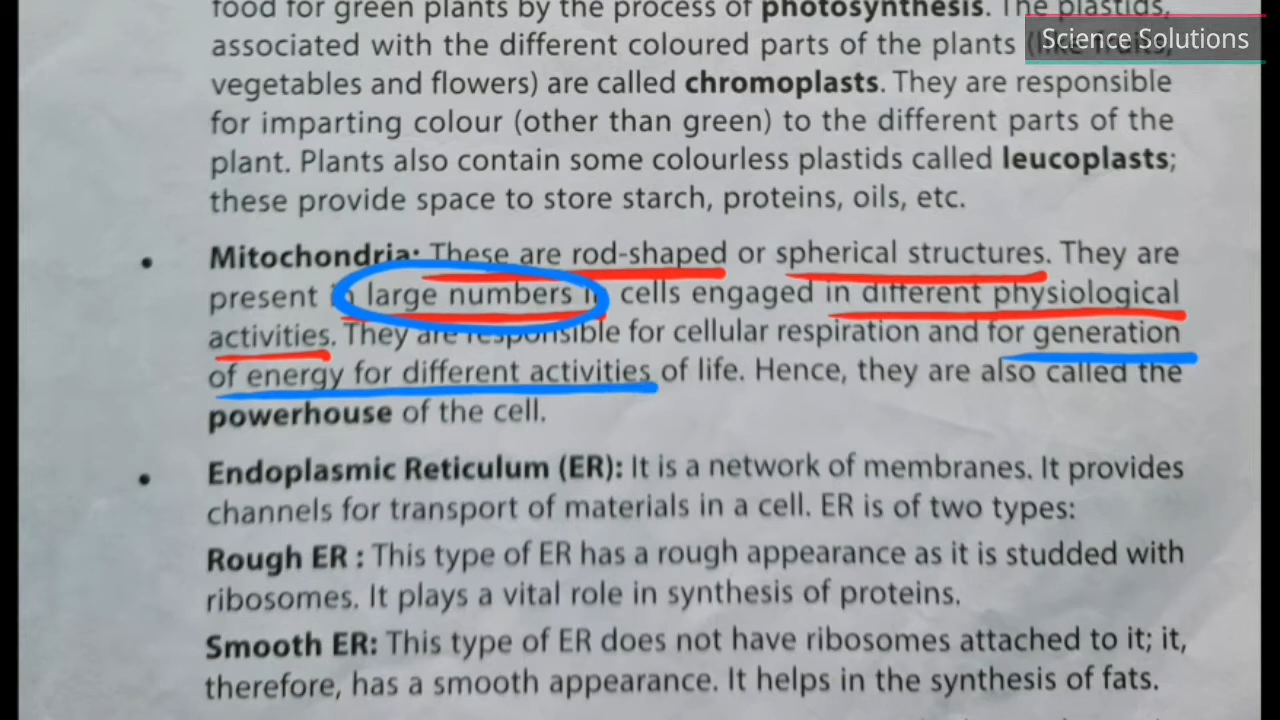 food for green plants by the process of photosynthesis. The plastids,
Science Solutions
associated with the different coloured parts of the plants (like fruits,
vegetables and flowers) are called chromoplasts. They are responsible
for imparting colour (other than green) to the different parts of the
plant. Plants also contain some colourless plastids called leucoplasts;
these provide space to store starch, proteins, oils, etc.
• Mitochondria: These are rod-shaped or spherical structures. They are
present in large numbers in cells engaged in different physiological
activities. They are responsible for cellular respiration and for generation
of energy for different activities of life. Hence, they are also called the
powerhouse of the cell.
• Endoplasmic Reticulum (ER): It is a network of membranes. It provides
channels for transport of materials in a cell. ER is of two types:
Rough ER : This type of ER has a rough appearance as it is studded with
ribosomes. It plays a vital role in synthesis of proteins.
Smooth ER: This type of ER does not have ribosomes attached to it; it,
therefore, has a smooth appearance. It helps in the synthesis of fats.